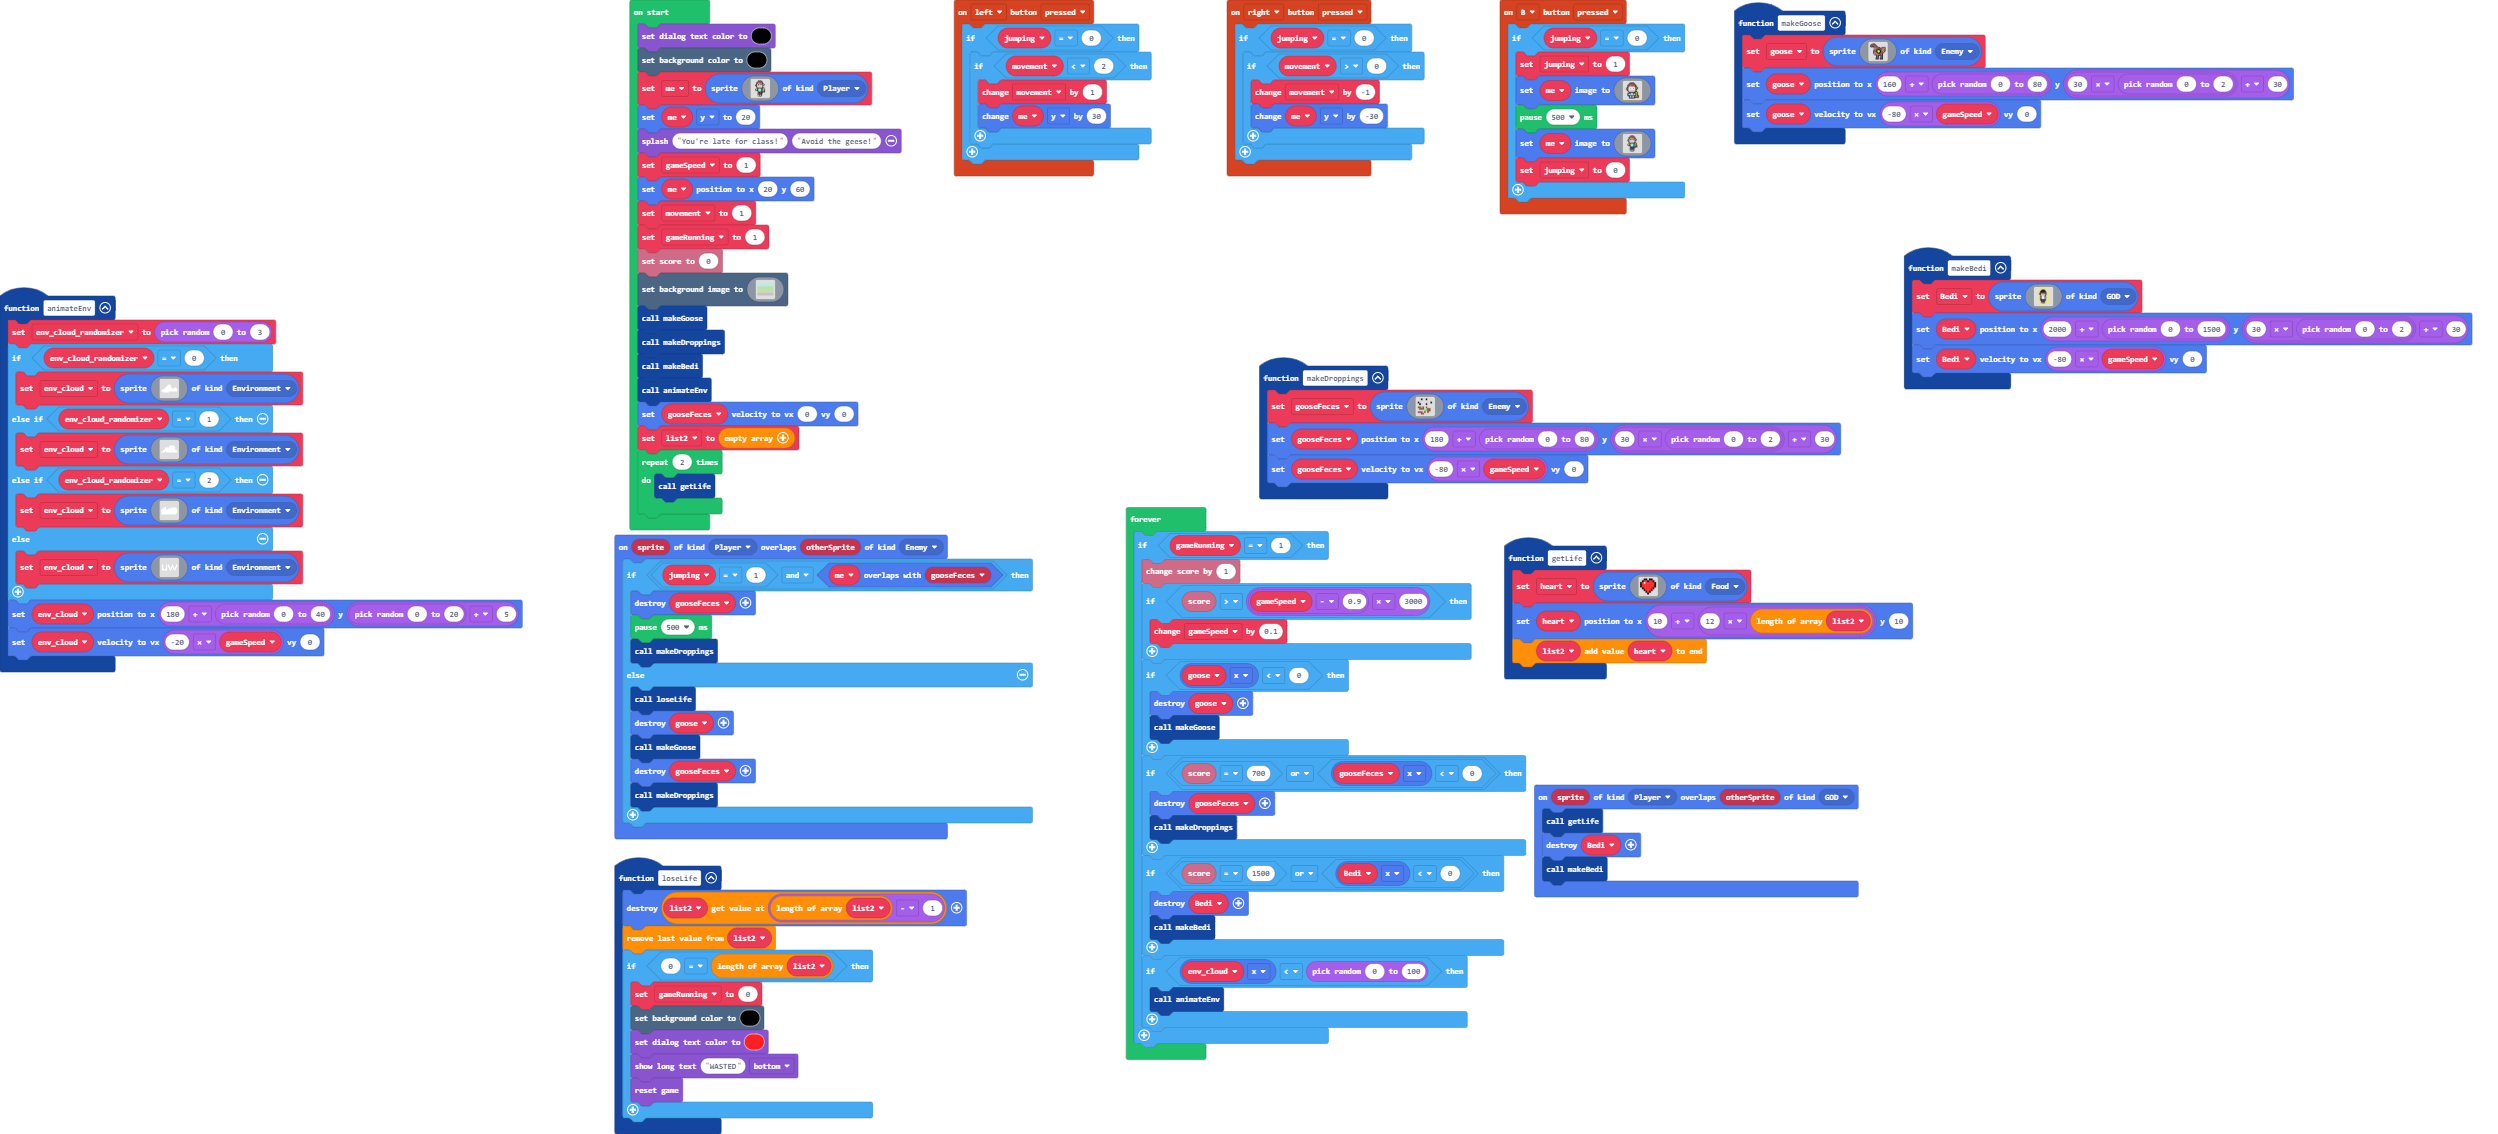 on start
set dialog text color to
set background color to
set me to sprite of kind Player
set me y to 20
splash "You're late for class!" "Avoid the geese!"
set gameSpeed to 1
set me position to x 20 y 60
set movement to 1
set gameRunning to 1
set score to 0
set background image to
call makeGoose
call makeDroppings
call makeBedi
call animateEnv
set gooseFeces velocity to vx 0 vy 0
set list2 to empty array
repeat 2 times
do call getLife
on left button pressed
if jumping = 0 then
if movement < 2 then
change movement by 1
change me y by 30
on right button pressed
if jumping = 0 then
if movement > 0 then
change movement by -1
change me y by -30
on B button pressed
if jumping = 0 then
set jumping to 1
set me image to
pause 500 ms
set me image to
set jumping to 0
function makeGoose
set goose to sprite of kind Enemy
set goose position to x 160 + pick random 0 to 80 y 30 × pick random 0 to 2 + 30
set goose velocity to vx -80 × gameSpeed vy 0
function makeBedi
set Bedi to sprite of kind GOD
set Bedi position to x 2000 + pick random 0 to 1500 y 30 × pick random 0 to 2 + 30
set Bedi velocity to vx -80 × gameSpeed vy 0
function animateEnv
set env_cloud_randomizer to pick random 0 to 3
if env_cloud_randomizer = 0 then
set env_cloud to sprite of kind Environment
else if env_cloud_randomizer = 1 then
set env_cloud to sprite of kind Environment
else if env_cloud_randomizer = 2 then
set env_cloud to sprite of kind Environment
else
set env_cloud to sprite of kind Environment
set env_cloud position to x 180 + pick random 0 to 40 y pick random 0 to 20 + 5
set env_cloud velocity to vx -20 × gameSpeed vy 0
function makeDroppings
set gooseFeces to sprite of kind Enemy
set gooseFeces position to x 180 + pick random 0 to 80 y 30 × pick random 0 to 2 + 30
set gooseFeces velocity to vx -80 × gameSpeed vy 0
on sprite of kind Player overlaps otherSprite of kind Enemy
if jumping = 1 and me overlaps with gooseFeces then
destroy gooseFeces
pause 500 ms
call makeDroppings
else
call loseLife
destroy goose
call makeGoose
destroy gooseFeces
call makeDroppings
forever
if gameRunning = 1 then
change score by 1
if score > gameSpeed - 0.9 × 3000 then
change gameSpeed by 0.1
if goose x < 0 then
destroy goose
call makeGoose
if score = 700 or gooseFeces x < 0 then
destroy gooseFeces
call makeDroppings
if score = 1500 or Bedi x < 0 then
destroy Bedi
call makeBedi
if env_cloud x < pick random 0 to 100 then
call animateEnv
function getLife
set heart to sprite of kind Food
set heart position to x 10 + 12 × length of array list2 y 10
list2 add value heart to end
on sprite of kind Player overlaps otherSprite of kind GOD
call getLife
destroy Bedi
call makeBedi
function loseLife
destroy list2 get value at length of array list2 - 1
remove last value from list2
if 0 = length of array list2 then
set gameRunning to 0
set background color to
set dialog text color to
show long text "WASTED" bottom
reset game